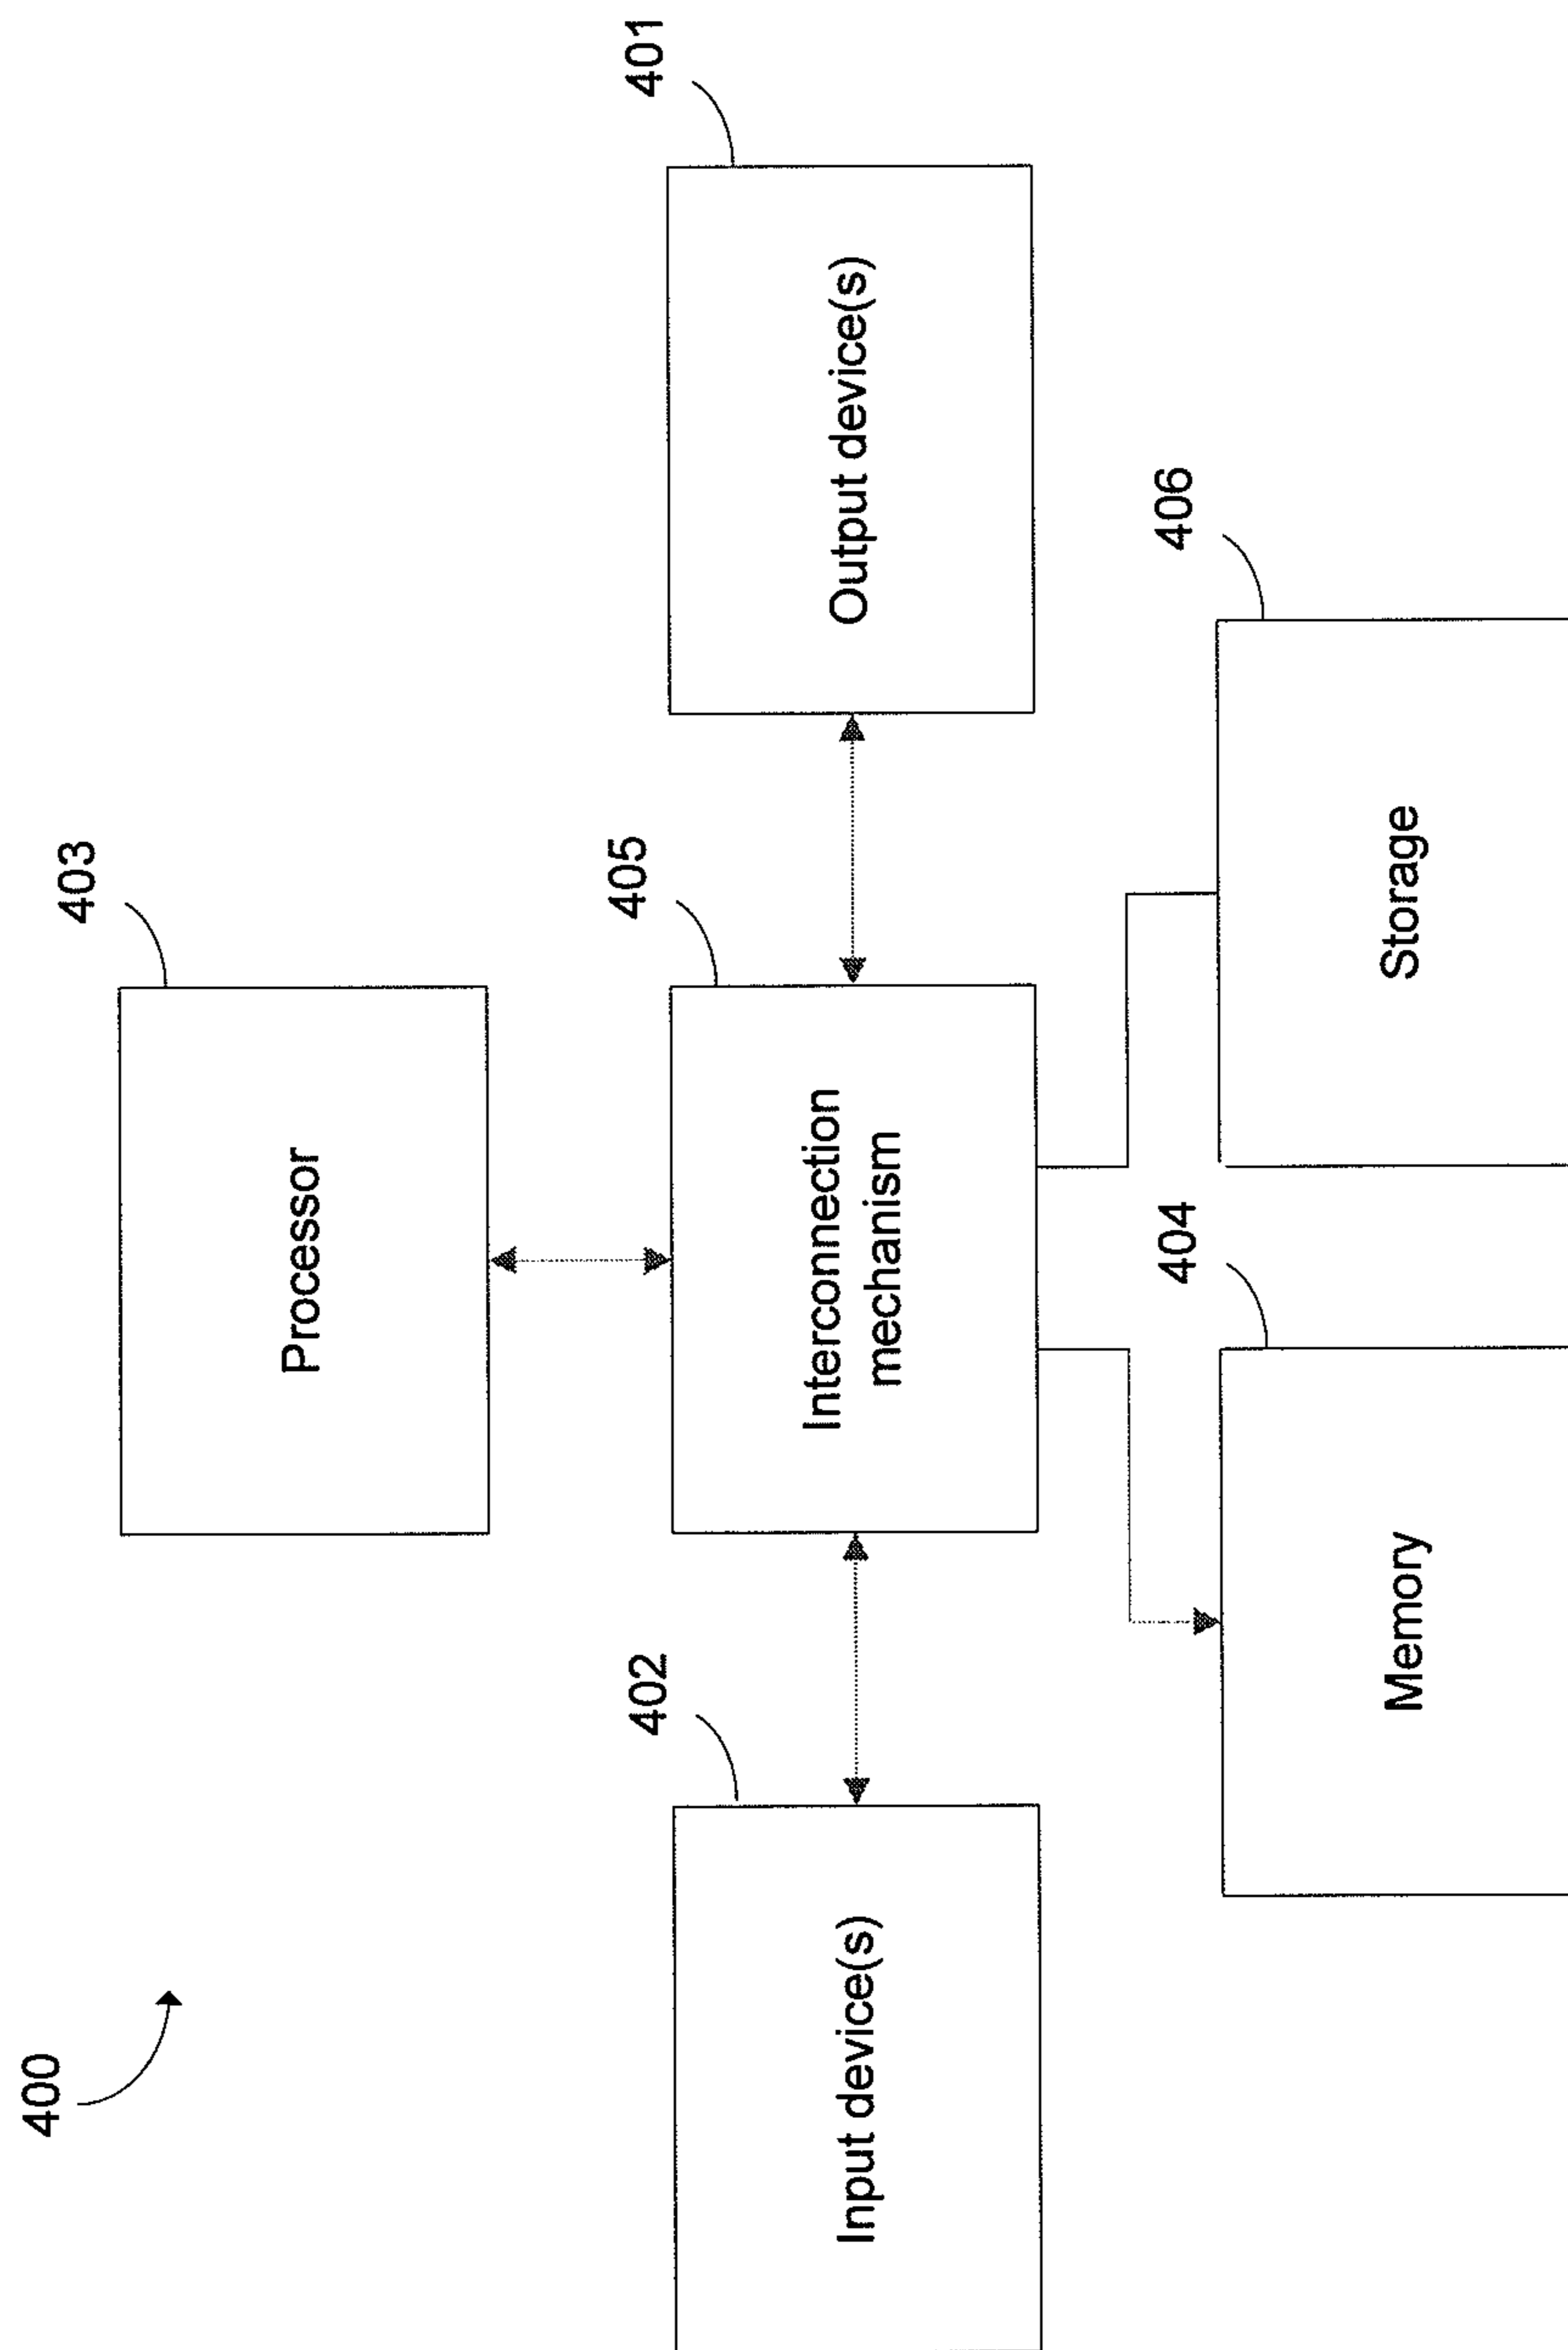 400
403
Processor
402
405
401
Input device(s)
Interconnection
mechanism
Output device(s)
404
406
Memory
Storage